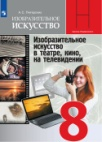 ИЗОБРАЗИТЕЛЬНОЕ
ИСКУССТВО
Изобразительное
искусство
в театре, кино,
на телевидении
8